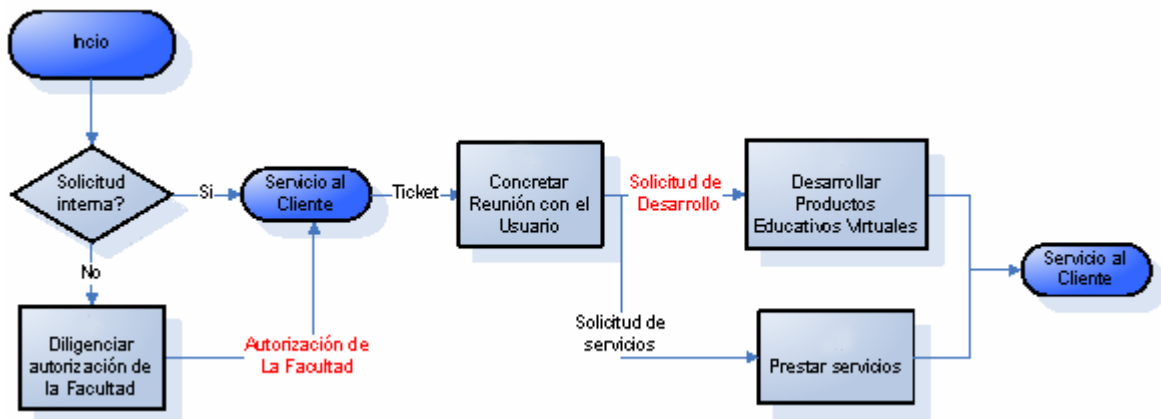 Incio
Solicitud
interna?
Si
Servicio al
Cliente
Ticket
Concretar
Reunión con el
Usuario
Solicitud de
Desarrollo
Desarrollar
Productos
Educativos Virtuales
Servicio al
Cliente
No
Diligenciar
autorización de
la Facultad
Autorización de
La Facultad
Solicitud de
servicios
Prestar servicios